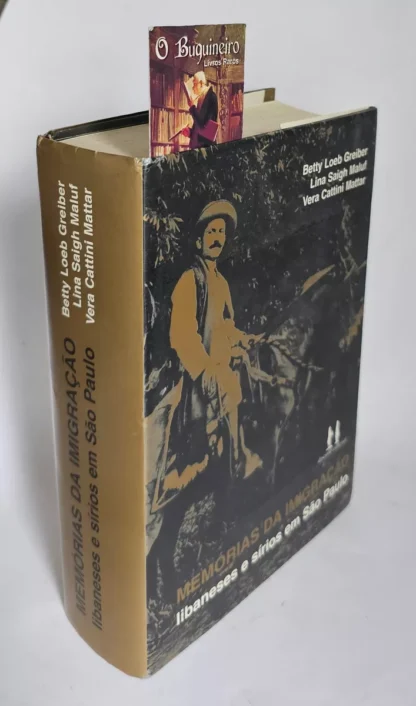 O Buquineiro
Livros Raros
Betty Loeb Greiber
Lina Saigh Maluf
Vera Cattini Mattar
MEMÓRIAS DA IMIGRAÇÃO
libaneses e sírios em São Paulo
Betty Loeb Greiber
Lina Saigh Maluf
Vera Cattini Mattar
MEMÓRIAS DA IMIGRAÇÃO
libaneses e sírios em São Paulo